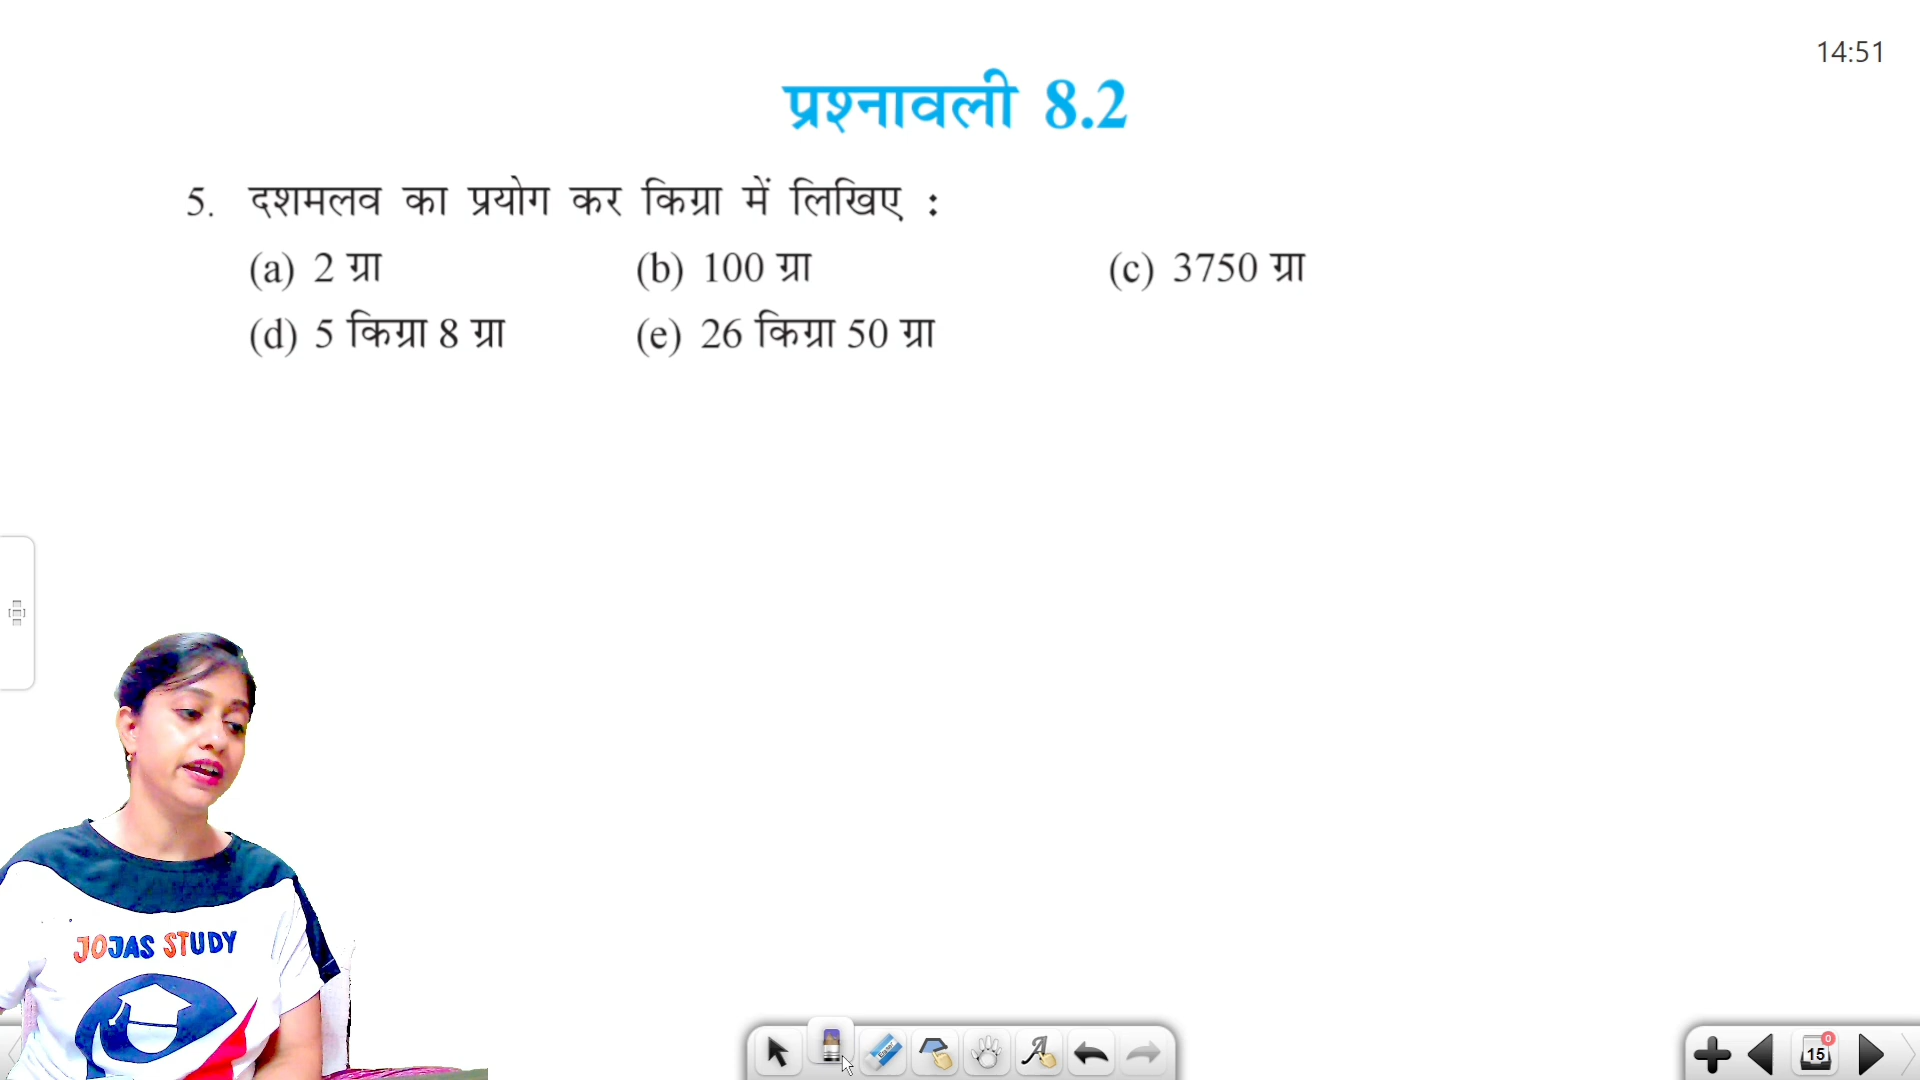 14:51
प्रश्नावली 8.2
5. दशमलव का प्रयोग कर किग्रा में लिखिए :
(a) 2 ग्रा (b) 100 ग्रा (c) 3750 ग्रा
(d) 5 किग्रा 8 ग्रा (e) 26 किग्रा 50 ग्रा
JOJAS STUDY
0
15